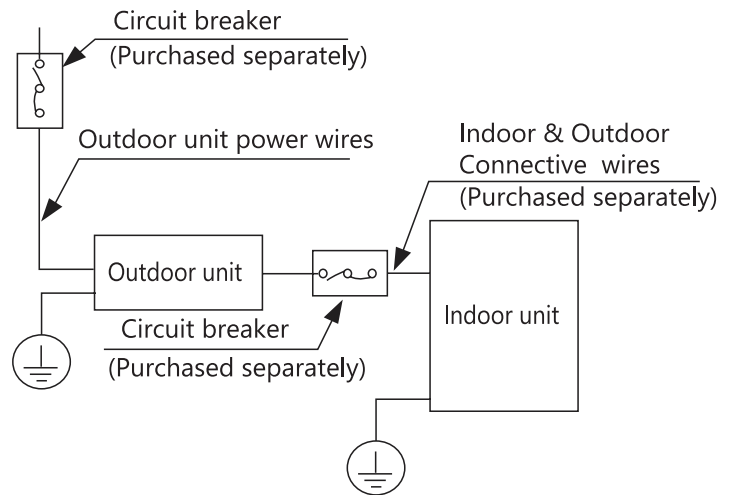 Circuit breaker
(Purchased separately)
Outdoor unit power wires
Indoor & Outdoor
Connective wires
(Purchased separately)
Outdoor unit
Circuit breaker
(Purchased separately)
Indoor unit